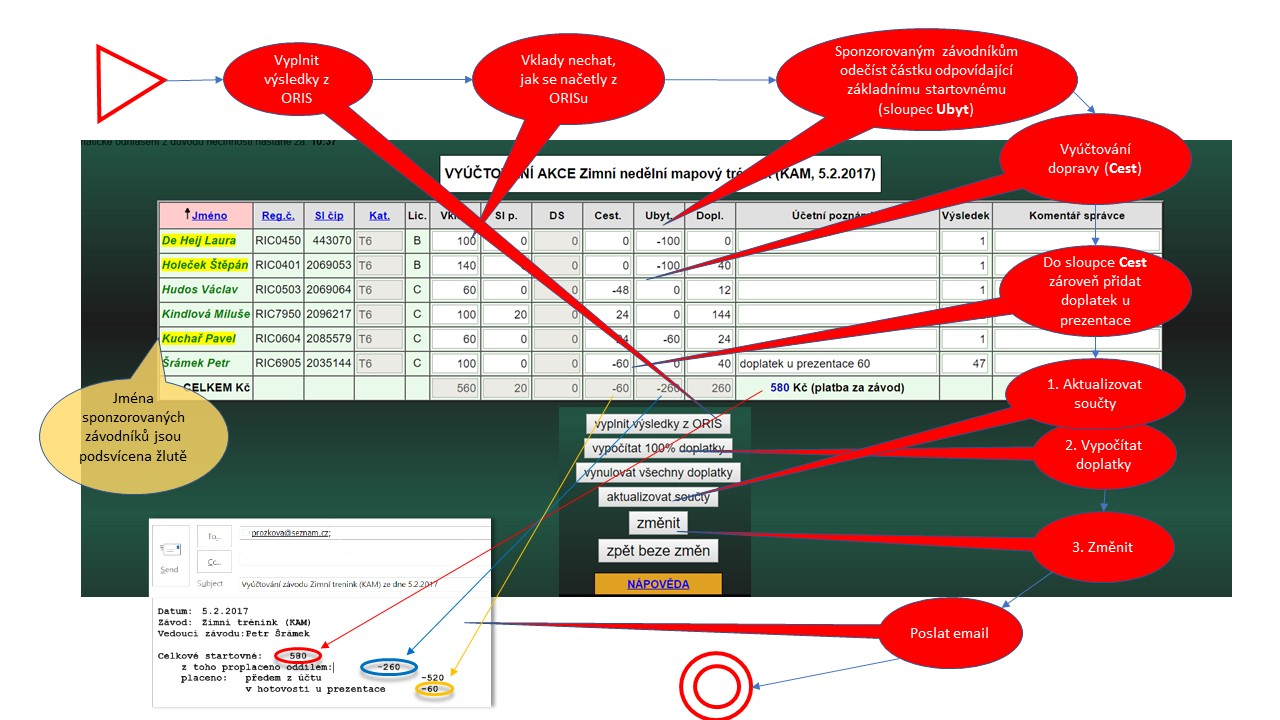 Vyplnit
výsledky z
ORIS
Vklady nechat,
jak se načetly z
ORISu
Sponzorovaným závodníkům
odečíst částku odpovídající
základnímu startovnému
(sloupec Ubyt)
Vyúčtování
dopravy (Cest)
odhlášení z důvodu nečinnosti nastane za: 10:37
VYÚČTOVÁNÍ AKCE Zimní nedělní mapový trénink (KAM, 5.2.2017)
Jméno Reg.č. SI čip Kat. Lic. SI p. DS Cest. Ubyt. Dopl. Účetní Výsledek Komentář správce
De Heij Laura RIC0450 443070 T6 B 100 0 0 0 -100 0 1
Holeček Štěpán RIC0401 2069053 T6 B 140 0 0 0 -100 40 1
Hudos Václav RIC0503 2069064 T6 C 60 0 0 -48 0 12
Kindlová Miluše RIC7950 2096217 T6 C 100 20 0 24 0 144
Kuchař Pavel RIC0604 2085579 T6 C 60 0 0 24 -60 24 1
Šrámek Petr RIC6905 2035144 T6 C 100 0 0 -60 0 40 doplatek u prezentace 60 47
CELKEM Kč 560 20 0 -60 -260 260 580 Kč (platba za závod)
Do sloupce Cest
zároveň přidat
doplatek u
prezentace
Jména
sponzorovaných
závodníků jsou
podsvícena žlutě
vyplnit výsledky z ORIS
vypočítat 100% doplatky
vynulovat všechny doplatky
aktualizovat součty
změnit
zpět beze změn
NÁPOVĚDA
1. Aktualizovat
součty
2. Vypočítat
doplatky
3. Změnit
Poslat email
Send
To...
prozkova@seznam.cz;
Cc...
Subject
Vyúčtování závodu Zimní trenink (KAM) ze dne 5.2.2017
Datum: 5.2.2017
Závod: Zimní trénink (KAM)
Vedoucí závodu:Petr Šrámek
Celkové startovné: 580
z toho proplaceno oddílem: -260
placeno: předem z účtu -520
v hotovosti u prezentace -60